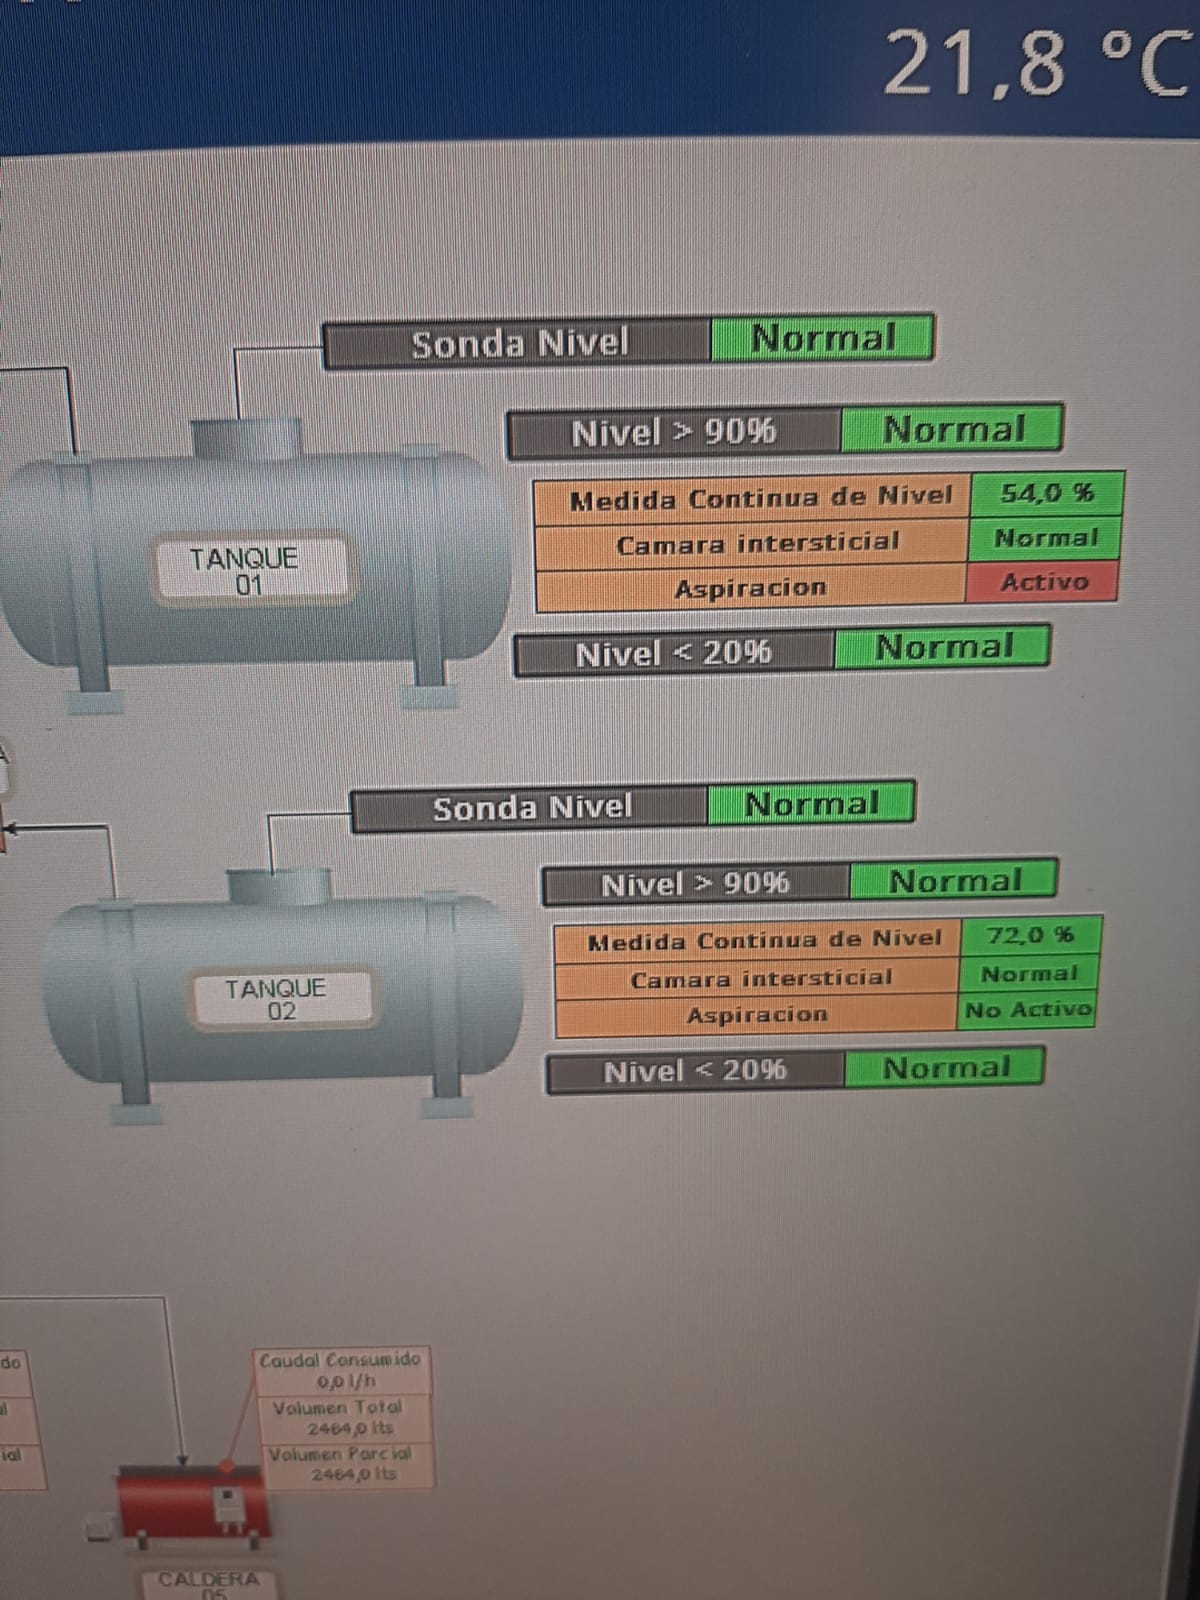 21,8 °C
Sonda Nivel Normal
Nivel > 90% Normal
Medida Continua de Nivel 54,0 %
Camara intersticial Normal
Aspiracion Activo
TANQUE
01
Nivel < 20% Normal
Sonda Nivel Normal
Nivel > 90% Normal
Medida Continua de Nivel 72,0 %
Camara intersticial Normal
Aspiracion No Activo
TANQUE
02
Nivel < 20% Normal
do
ial
Caudal Consumido
0,0 l/h
Volumen Total
2464,0 lts
Volumen Parcial
2464,0 lts
CALDERA
05